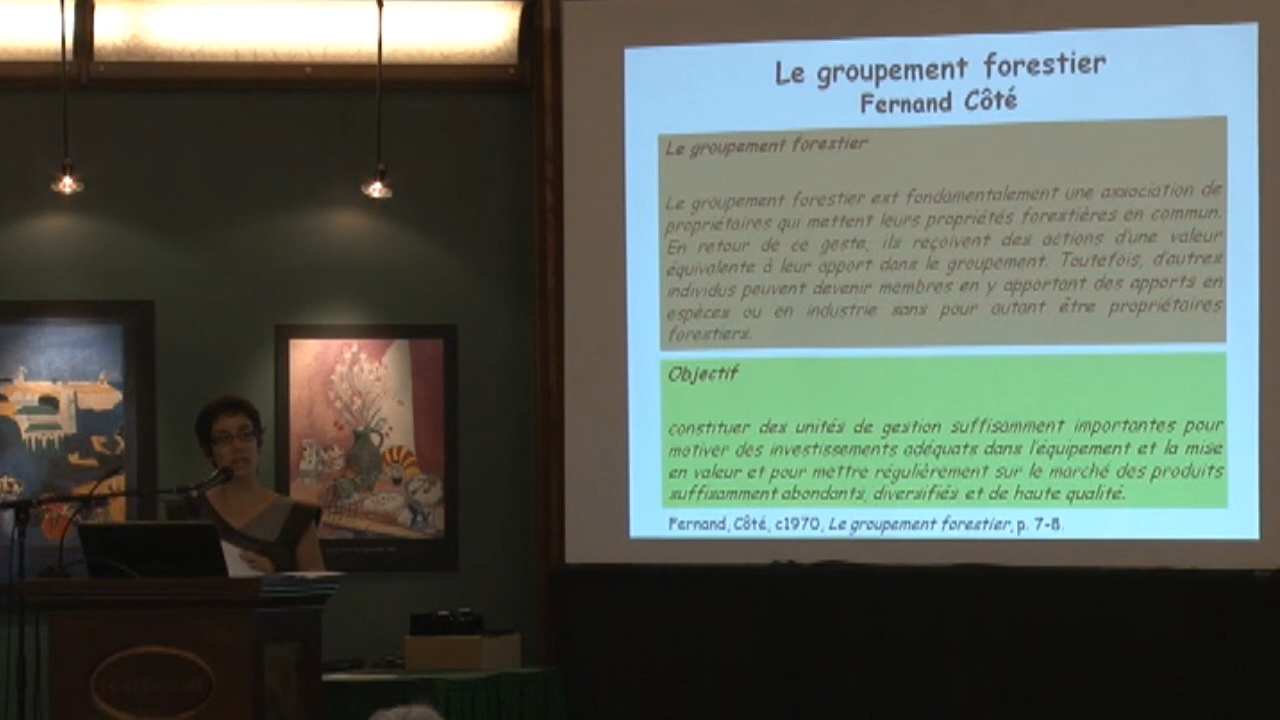 Le groupement forestier
Fernand Côté
Le groupement forestier
Le groupement forestier est fondamentalement une association de
propriétaires qui mettent leurs propriétés forestières en commun.
En retour de ce geste, ils reçoivent des actions d'une valeur
équivalente à leur apport dans le groupement. Toutefois, d'autres
individus peuvent devenir membres en y apportant des apports en
espèces ou en industrie sans pour autant être propriétaires
forestiers.
Objectif
constituer des unités de gestion suffisamment importantes pour
motiver des investissements adéquats dans l'équipement et la mise
en valeur et pour mettre régulièrement sur le marché des produits
suffisamment abondants, diversifiés et de haute qualité.
Fernand, Côté, c1970, Le groupement forestier, p. 7-8.